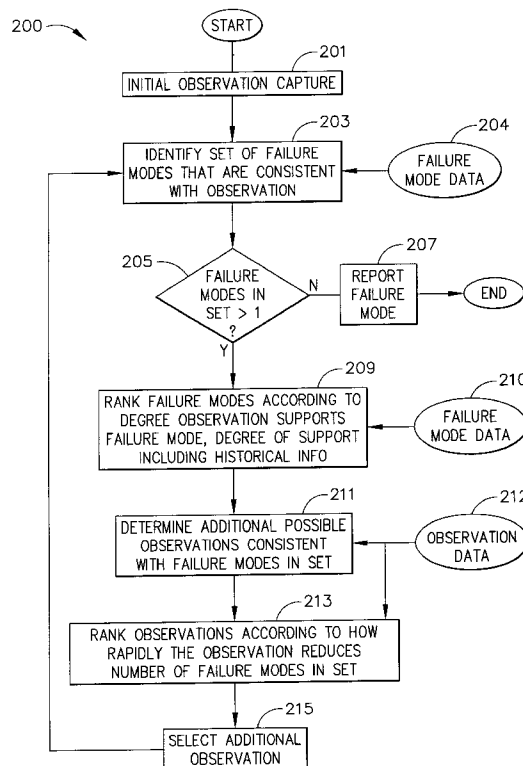 200
START
201
INITIAL OBSERVATION CAPTURE
203
IDENTIFY SET OF FAILURE
MODES THAT ARE CONSISTENT
WITH OBSERVATION
204
FAILURE
MODE DATA
205
FAILURE
MODES IN
SET > 1
?
N
Y
207
REPORT
FAILURE
MODE
END
209
RANK FAILURE MODES ACCORDING TO
DEGREE OBSERVATION SUPPORTS
FAILURE MODE, DEGREE OF SUPPORT
INCLUDING HISTORICAL INFO
210
FAILURE
MODE DATA
211
DETERMINE ADDITIONAL POSSIBLE
OBSERVATIONS CONSISTENT
WITH FAILURE MODES IN SET
212
OBSERVATION
DATA
213
RANK OBSERVATIONS ACCORDING TO HOW
RAPIDLY THE OBSERVATION REDUCES
NUMBER OF FAILURE MODES IN SET
215
SELECT ADDITIONAL
OBSERVATION